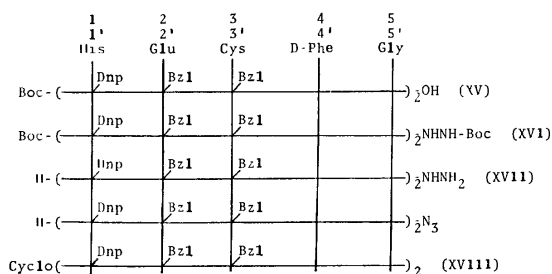 1 2 3 4 5
1' 2' 3' 4' 5'
His Glu Cys D-Phe Gly
Dnp Bzl Bzl
Boc-( )₂OH (XV)
Dnp Bzl Bzl
Boc-( )₂NHNH-Boc (XVI)
Dnp Bzl Bzl
H-( )₂NHNH₂ (XVII)
Dnp Bzl Bzl
H-( )₂N₃
Dnp Bzl Bzl
Cyclo( )₂ (XVIII)